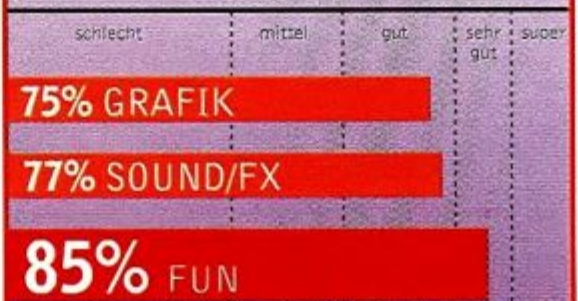 schlecht mittel gut sehr gut super
75% GRAFIK
77% SOUND/FX
85% FUN